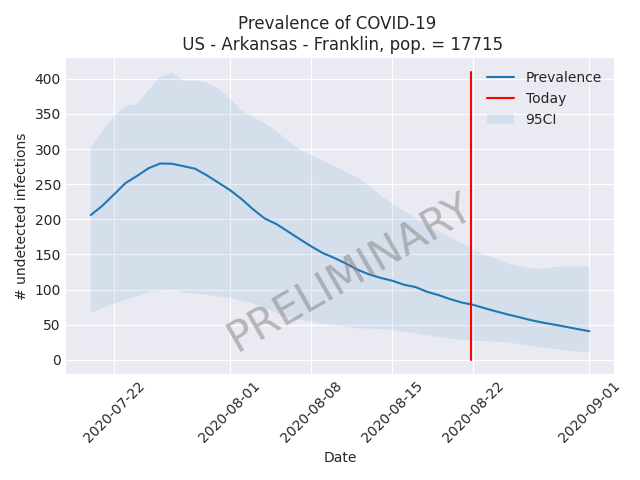 Prevalence of COVID-19
US - Arkansas - Franklin, pop. = 17715
400
350
300
250
200
150
100
50
0
# undetected infections
Prevalence
Today
95CI
PRELIMINARY
2020-07-22
2020-08-01
2020-08-08
2020-08-15
2020-08-22
2020-09-01
Date